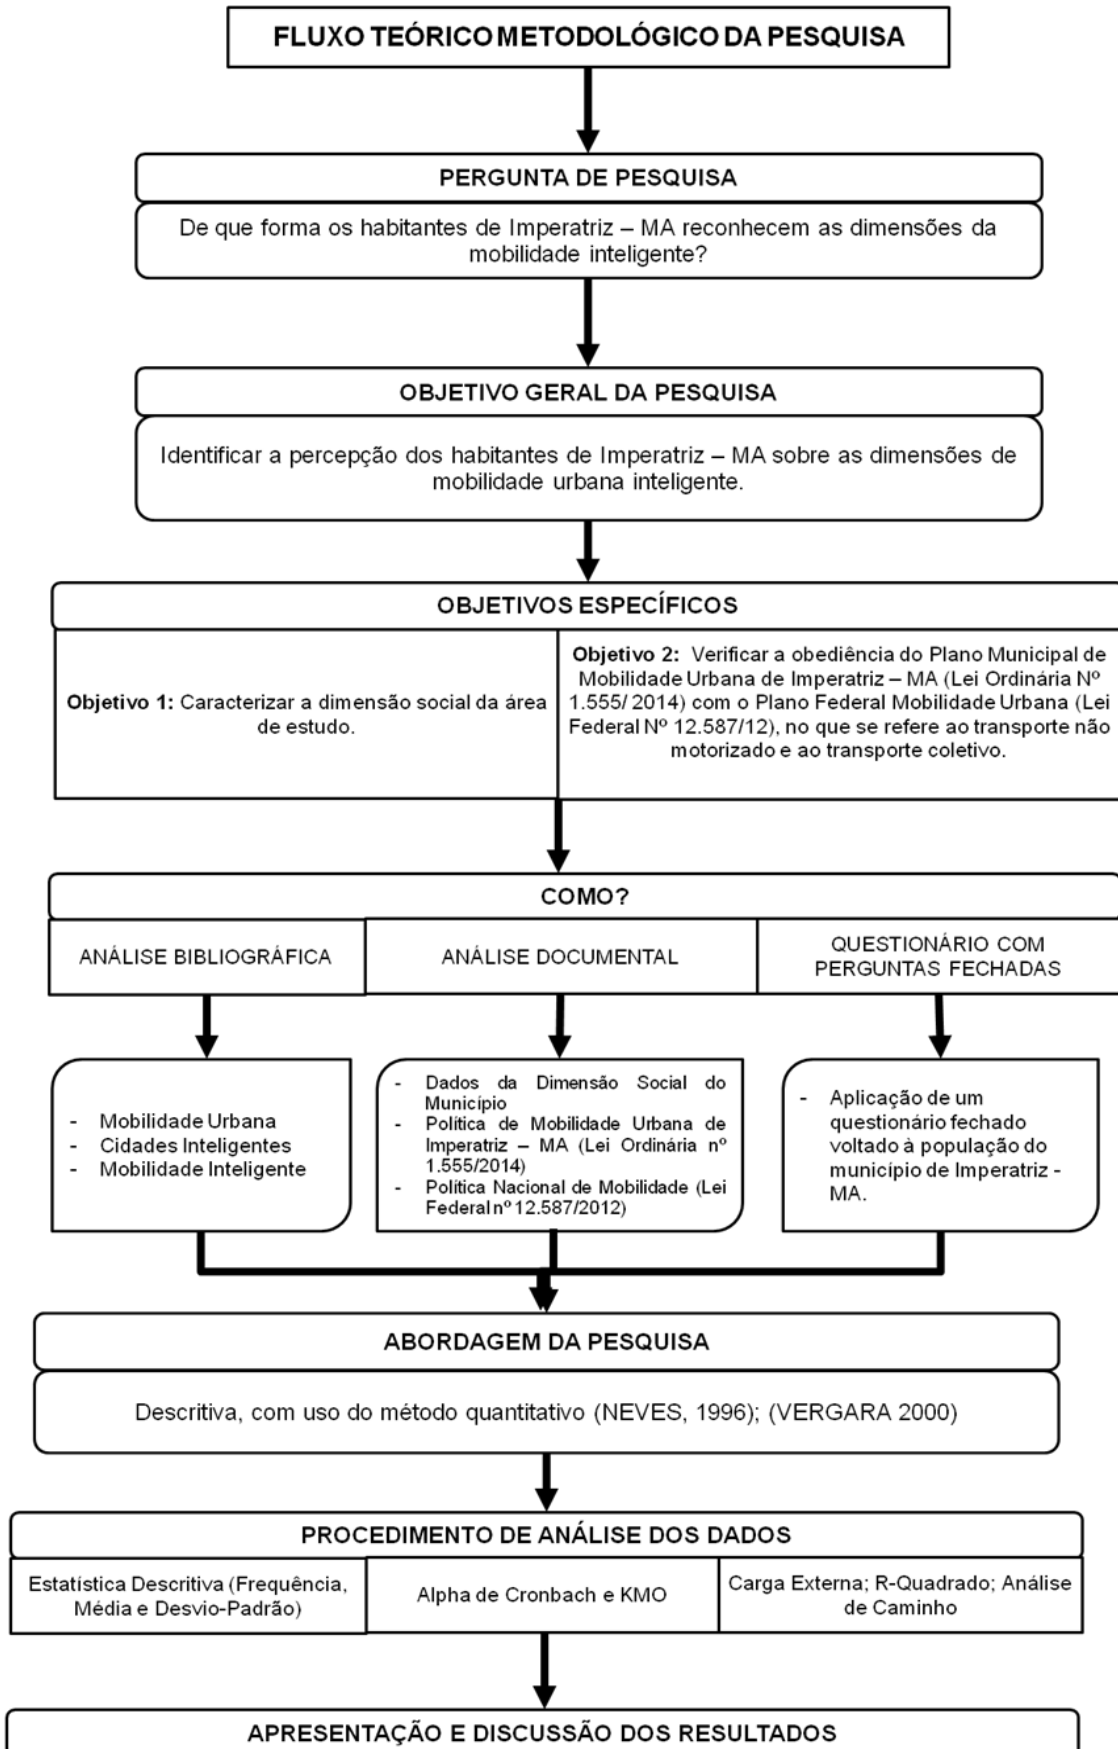 FLUXO TEÓRICO METODOLÓGICO DA PESQUISA
PERGUNTA DE PESQUISA
De que forma os habitantes de Imperatriz – MA reconhecem as dimensões da
mobilidade inteligente?
OBJETIVO GERAL DA PESQUISA
Identificar a percepção dos habitantes de Imperatriz – MA sobre as dimensões de
mobilidade urbana inteligente.
OBJETIVOS ESPECÍFICOS
Objetivo 1: Caracterizar a dimensão social da área
de estudo.
Objetivo 2: Verificar a obediência do Plano Municipal de
Mobilidade Urbana de Imperatriz – MA (Lei Ordinária Nº
1.555/ 2014) com o Plano Federal Mobilidade Urbana (Lei
Federal Nº 12.587/12), no que se refere ao transporte não
motorizado e ao transporte coletivo.
COMO?
ANÁLISE BIBLIOGRÁFICA
ANÁLISE DOCUMENTAL
QUESTIONÁRIO COM
PERGUNTAS FECHADAS
- Mobilidade Urbana
- Cidades Inteligentes
- Mobilidade Inteligente
- Dados da Dimensão Social do
Município
- Política de Mobilidade Urbana de
Imperatriz – MA (Lei Ordinária nº
1.555/2014)
- Política Nacional de Mobilidade (Lei
Federal nº 12.587/2012)
- Aplicação de um
questionário fechado
voltado à população do
município de Imperatriz -
MA.
ABORDAGEM DA PESQUISA
Descritiva, com uso do método quantitativo (NEVES, 1996); (VERGARA 2000)
PROCEDIMENTO DE ANÁLISE DOS DADOS
Estatística Descritiva (Frequência,
Média e Desvio-Padrão)
Alpha de Cronbach e KMO
Carga Externa; R-Quadrado; Análise
de Caminho
APRESENTAÇÃO E DISCUSSÃO DOS RESULTADOS